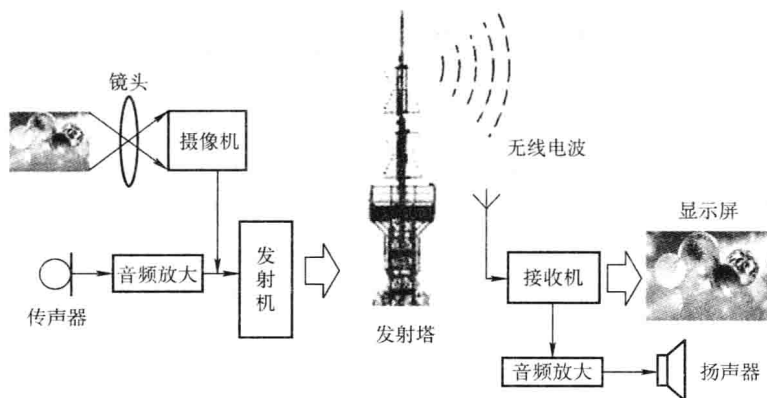 镜头
摄像机
无线电波
显示屏
发射机
音频放大
接收机
传声器
发射塔
音频放大
扬声器